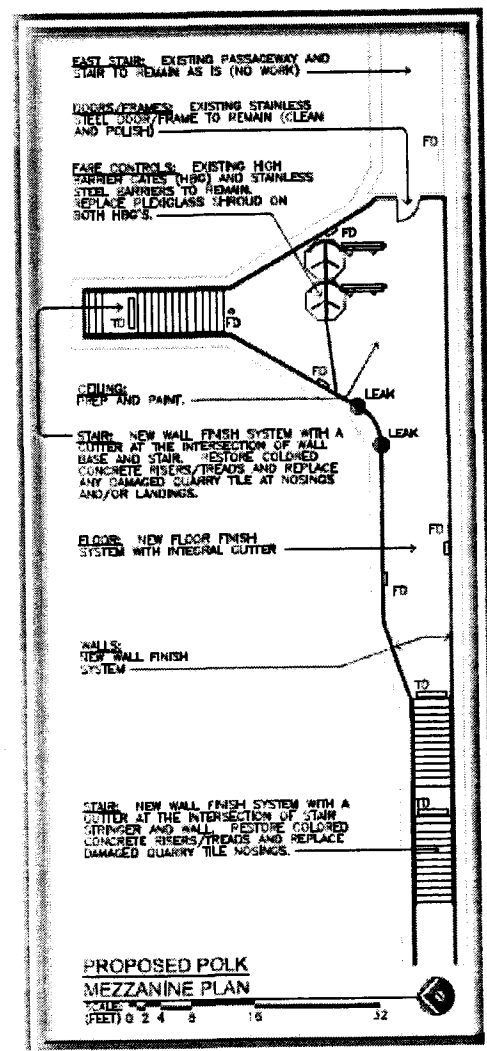 EAST STAIR: EXISTING PASSAGEWAY AND
STAIR TO REMAIN AS IS (NO WORK)
DOORS/FRAMES: EXISTING STAINLESS
STEEL DOOR/FRAME TO REMAIN (CLEAN
AND POLISH)
FD
FARE CONTROLS: EXISTING HIGH
BARRIER GATES (HBG) AND STAINLESS
STEEL BARRIERS TO REMAIN.
REPLACE PLEXIGLASS SHROUD ON
BOTH HBG'S.
FD
TD
FD
FD
CEILING:
PREP AND PAINT.
LEAK
LEAK
STAIR: NEW WALL FINISH SYSTEM WITH A
GUTTER AT THE INTERSECTION OF WALL
BASE AND STAIR. RESTORE COLORED
CONCRETE RISERS/TREADS AND REPLACE
ANY DAMAGED QUARRY TILE AT NOSINGS
AND/OR LANDINGS.
FD
FLOOR: NEW FLOOR FINISH
SYSTEM WITH INTEGRAL GUTTER
FD
WALLS:
NEW WALL FINISH
SYSTEM
TD
TD
STAIR: NEW WALL FINISH SYSTEM WITH A
GUTTER AT THE INTERSECTION OF STAIR
STRINGER AND WALL. RESTORE COLORED
CONCRETE RISERS/TREADS AND REPLACE
DAMAGED QUARRY TILE NOSINGS.
PROPOSED POLK
MEZZANINE PLAN
SCALE:
(FEET) 0 2 4 8 16 32